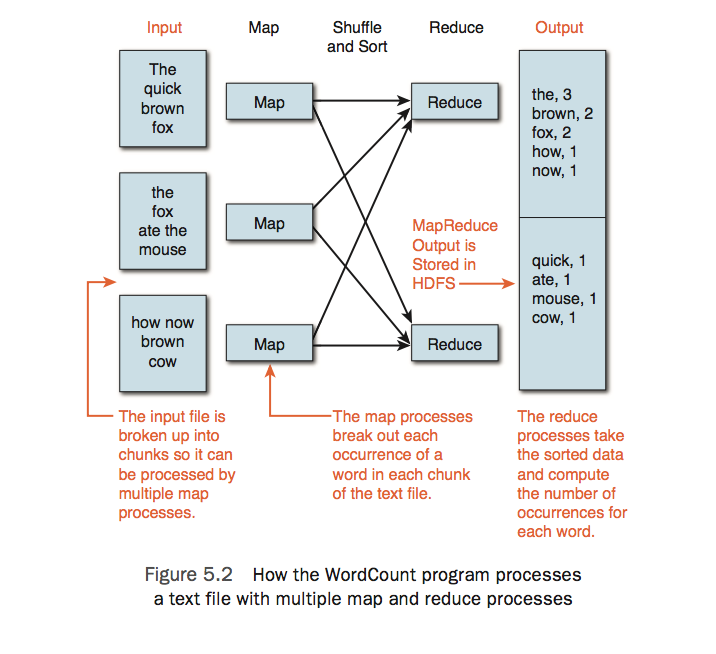 Input
Map
Shuffle
and Sort
Reduce
Output
The
quick
brown
fox
Map
Reduce
the, 3
brown, 2
fox, 2
how, 1
now, 1
the
fox
ate the
mouse
Map
MapReduce
Output is
Stored in
HDFS
quick, 1
ate, 1
mouse, 1
cow, 1
how now
brown
cow
Map
Reduce
The input file is
broken up into
chunks so it can
be processed by
multiple map
processes.
The map processes
break out each
occurrence of a
word in each chunk
of the text file.
The reduce
processes take
the sorted data
and compute
the number of
occurrences for
each word.
Figure 5.2 How the WordCount program processes
a text file with multiple map and reduce processes